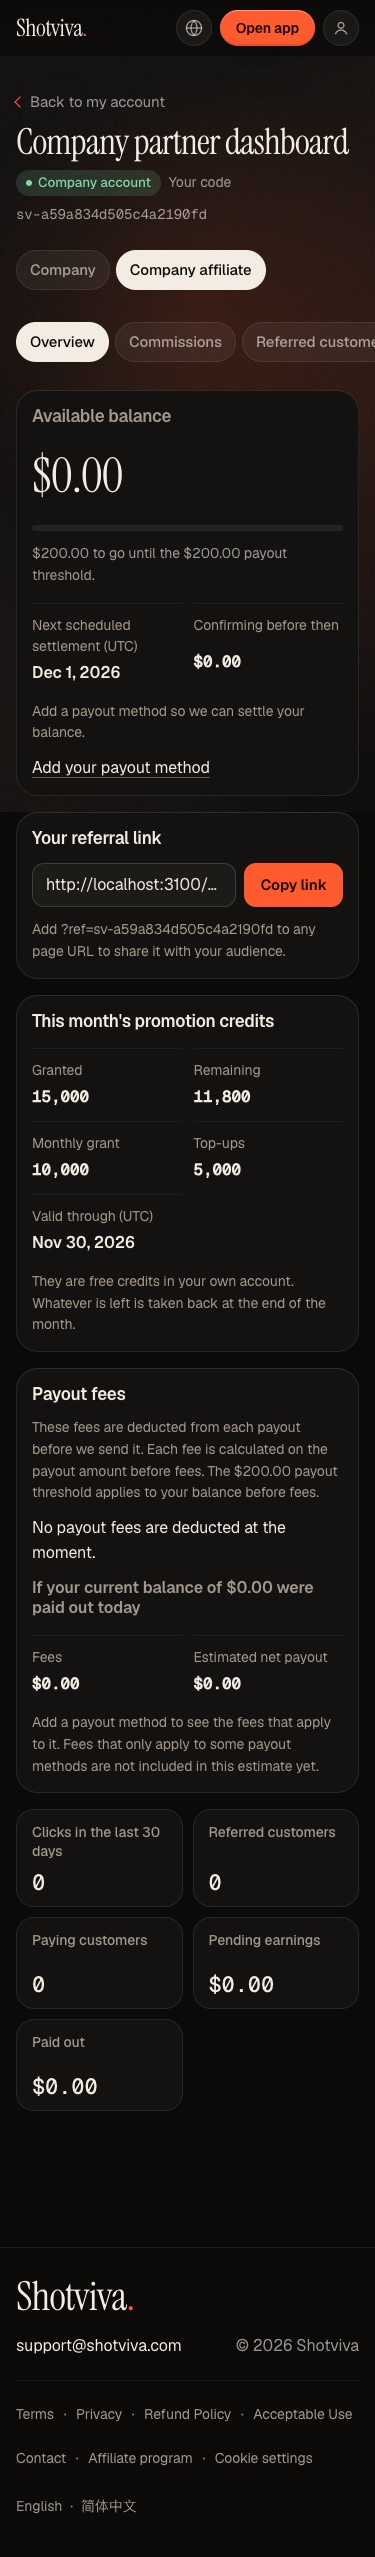 Shotviva.
Open app
Back to my account
Company partner dashboard
Company account Your code
sv-a59a834d505c4a2190fd
Company Company affiliate
Overview Commissions Referred custome
Available balance
$0.00
$200.00 to go until the $200.00 payout
threshold.
Next scheduled
settlement (UTC)
Dec 1, 2026
Confirming before then
$0.00
Add a payout method so we can settle your
balance.
Add your payout method
Your referral link
http://localhost:3100/...
Copy link
Add ?ref=sv-a59a834d505c4a2190fd to any
page URL to share it with your audience.
This month's promotion credits
Granted
15,000
Remaining
11,800
Monthly grant
10,000
Top-ups
5,000
Valid through (UTC)
Nov 30, 2026
They are free credits in your own account.
Whatever is left is taken back at the end of the
month.
Payout fees
These fees are deducted from each payout
before we send it. Each fee is calculated on the
payout amount before fees. The $200.00 payout
threshold applies to your balance before fees.
No payout fees are deducted at the
moment.
If your current balance of $0.00 were
paid out today
Fees
$0.00
Estimated net payout
$0.00
Add a payout method to see the fees that apply
to it. Fees that only apply to some payout
methods are not included in this estimate yet.
Clicks in the last 30
days
0
Referred customers
0
Paying customers
0
Pending earnings
$0.00
Paid out
$0.00
Shotviva.
support@shotviva.com © 2026 Shotviva
Terms · Privacy · Refund Policy · Acceptable Use
Contact · Affiliate program · Cookie settings
English · 简体中文